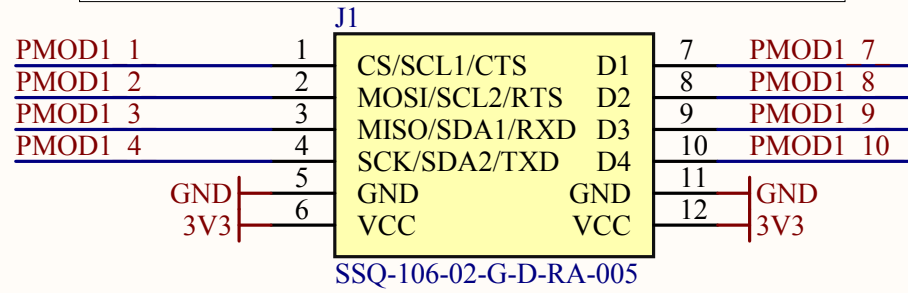 J1
PMOD1_1 1 CS/SCL1/CTS D1 7 PMOD1_7
PMOD1_2 2 MOSI/SCL2/RTS D2 8 PMOD1_8
PMOD1_3 3 MISO/SDA1/RXD D3 9 PMOD1_9
PMOD1_4 4 SCK/SDA2/TXD D4 10 PMOD1_10
GND 5 GND GND 11 GND
3V3 6 VCC VCC 12 3V3
SSQ-106-02-G-D-RA-005